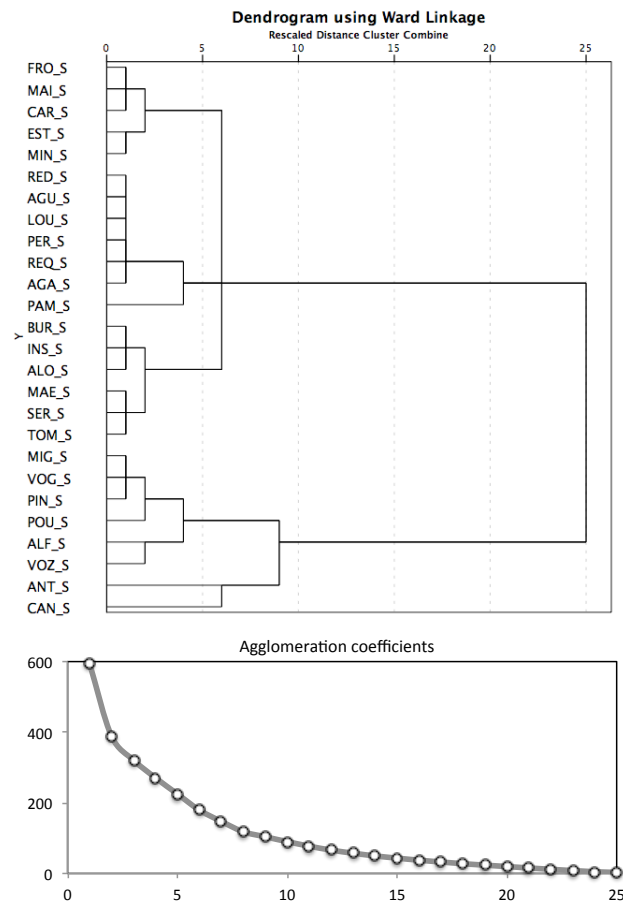 Dendrogram using Ward Linkage
Rescaled Distance Cluster Combine
0 5 10 15 20 25
FRO_S
MAI_S
CAR_S
EST_S
MIN_S
RED_S
AGU_S
LOU_S
PER_S
REQ_S
AGA_S
PAM_S
Y
BUR_S
INS_S
ALO_S
MAE_S
SER_S
TOM_S
MIG_S
VOG_S
PIN_S
POU_S
ALF_S
VOZ_S
ANT_S
CAN_S
Agglomeration coefficients
600
400
200
0
0 5 10 15 20 25